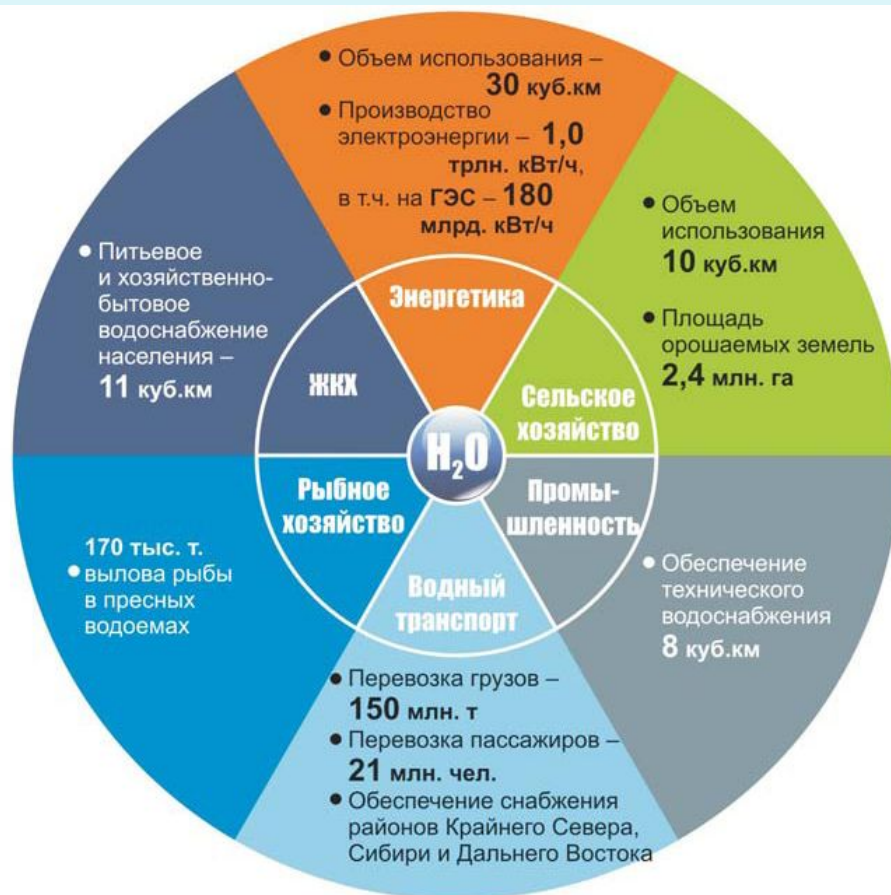 ● Объем использования –
30 куб.км
● Производство
электроэнергии – 1,0
трлн. кВт/ч,
в т.ч. на ГЭС – 180
млрд. кВт/ч
Энергетика
● Объем
использования
10 куб.км
● Площадь
орошаемых земель
2,4 млн. га
Сельское
хозяйство
Промы-
шленность
● Обеспечение
технического
водоснабжения
8 куб.км
Водный
транспорт
● Перевозка грузов –
150 млн. т
● Перевозка пассажиров –
21 млн. чел.
● Обеспечение снабжения
районов Крайнего Севера,
Сибири и Дальнего Востока
Рыбное
хозяйство
170 тыс. т.
● вылова рыбы
в пресных
водоемах
ЖКХ
● Питьевое
и хозяйственно-
бытовое
водоснабжение
населения –
11 куб.км
H₂O